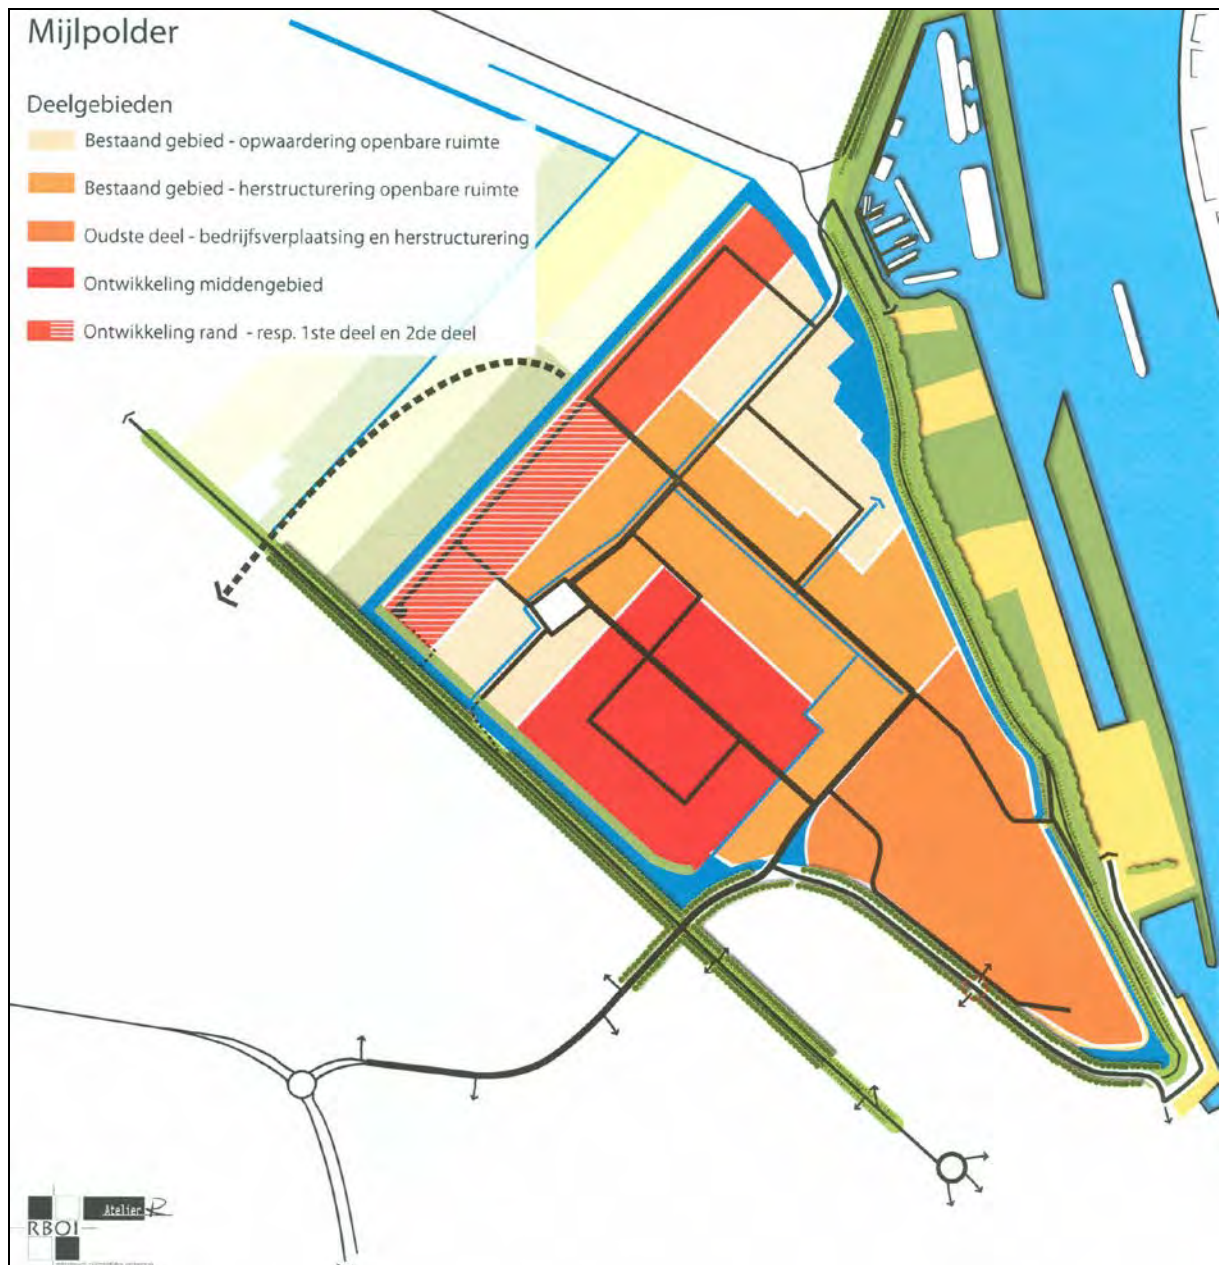 Mijlpolder
Deelgebieden
Bestaand gebied - opwaardering openbare ruimte
Bestaand gebied - herstructurering openbare ruimte
Oudste deel - bedrijfsverplaatsing en herstructurering
Ontwikkeling middengebied
Ontwikkeling rand - resp. 1ste deel en 2de deel
Atelier R
RBOI